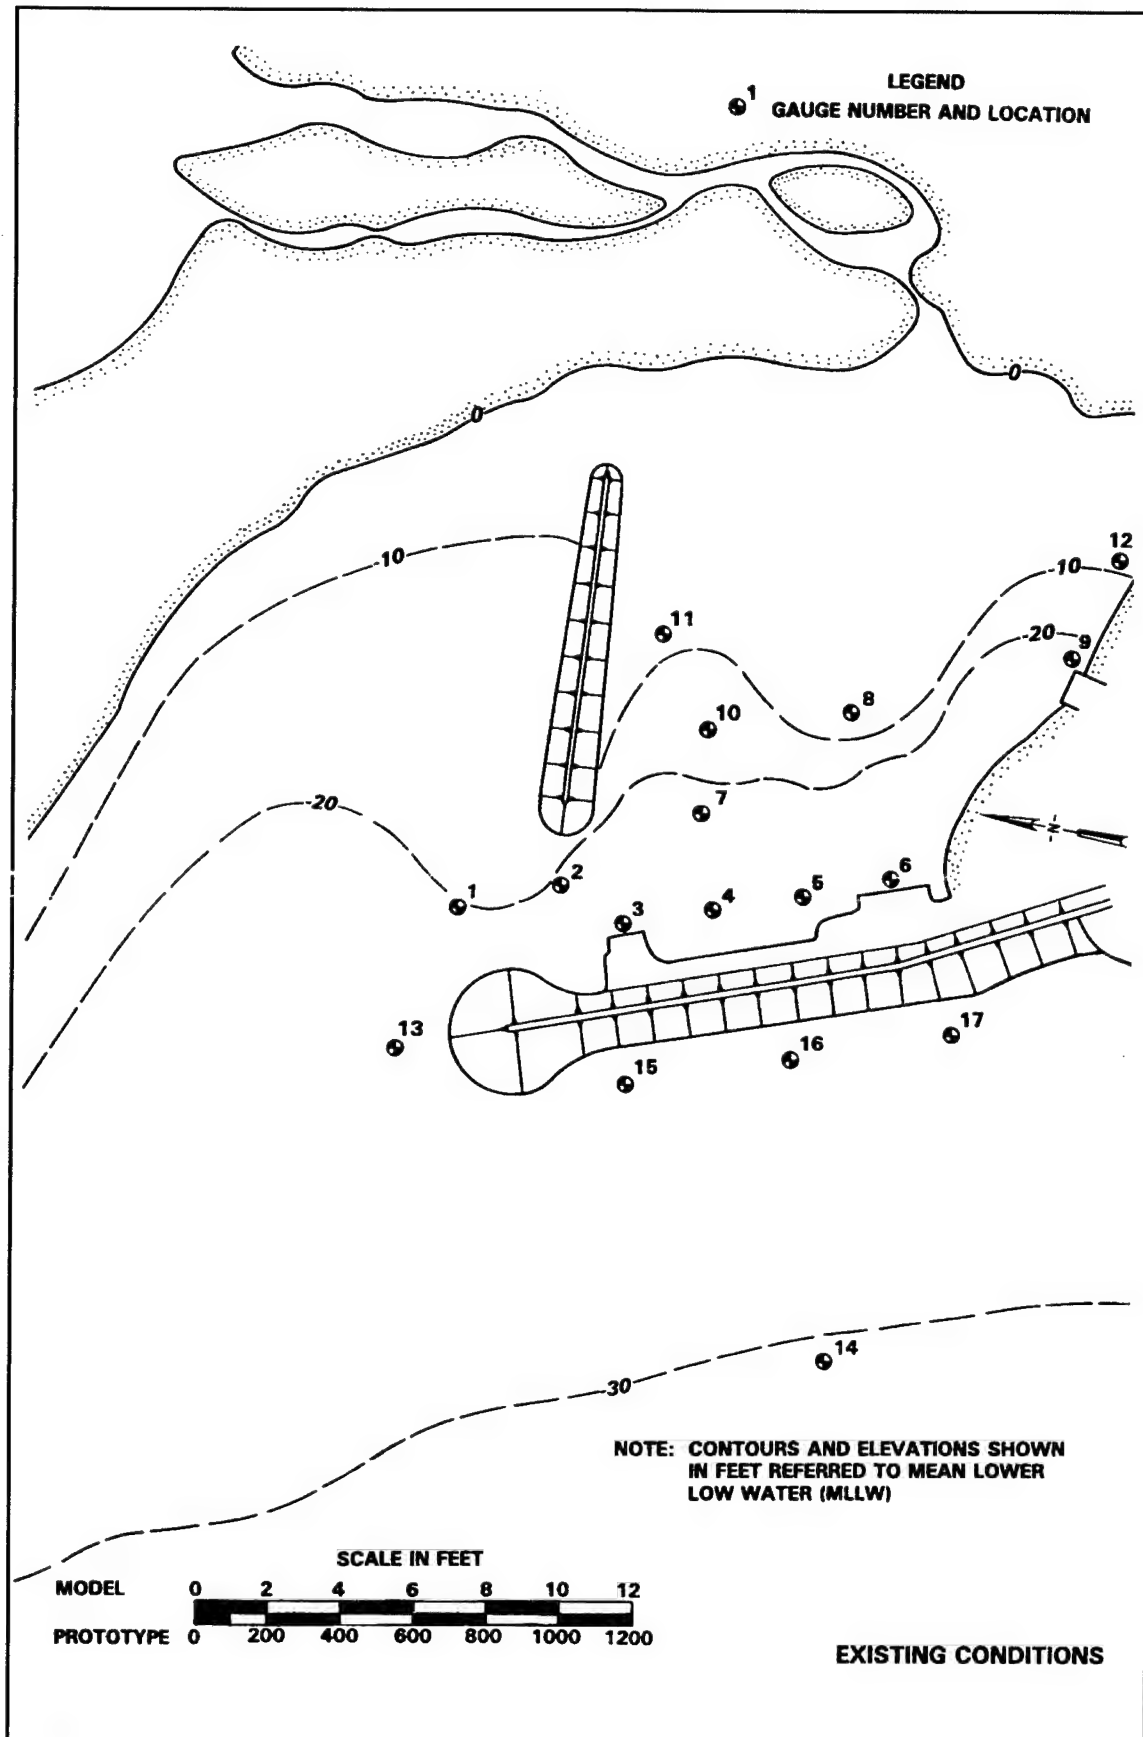 LEGEND
1
GAUGE NUMBER AND LOCATION
0
0
-10
12
-10
11
-20
9
10
8
-20
7
N
2
6
1
5
4
3
13
17
16
15
14
-30
NOTE: CONTOURS AND ELEVATIONS SHOWN
IN FEET REFERRED TO MEAN LOWER
LOW WATER (MLLW)
SCALE IN FEET
MODEL 0 2 4 6 8 10 12
PROTOTYPE 0 200 400 600 800 1000 1200
EXISTING CONDITIONS